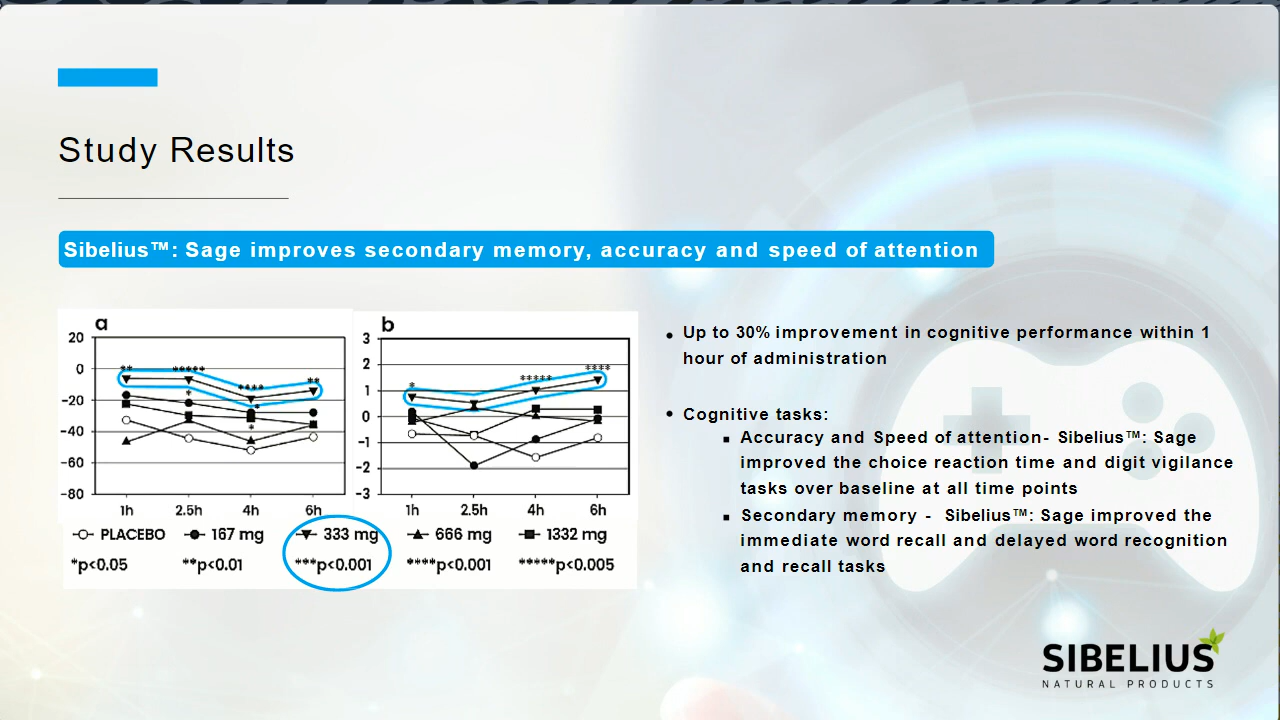 Study Results
Sibelius™: Sage improves secondary memory, accuracy and speed of attention
a
20
0
-20
-40
-60
-80
** ***** **** **
*
*
*
1h 2.5h 4h 6h
b
3
2
1
0
-1
-2
-3
* ***** ****
1h 2.5h 4h 6h
PLACEBO 167 mg 333 mg 666 mg 1332 mg
*p<0.05 **p<0.01 ***p<0.001 ****p<0.001 *****p<0.005
• Up to 30% improvement in cognitive performance within 1
hour of administration
• Cognitive tasks:
▪ Accuracy and Speed of attention- Sibelius™: Sage
improved the choice reaction time and digit vigilance
tasks over baseline at all time points
▪ Secondary memory - Sibelius™: Sage improved the
immediate word recall and delayed word recognition
and recall tasks
SIBELIUS
NATURAL PRODUCTS